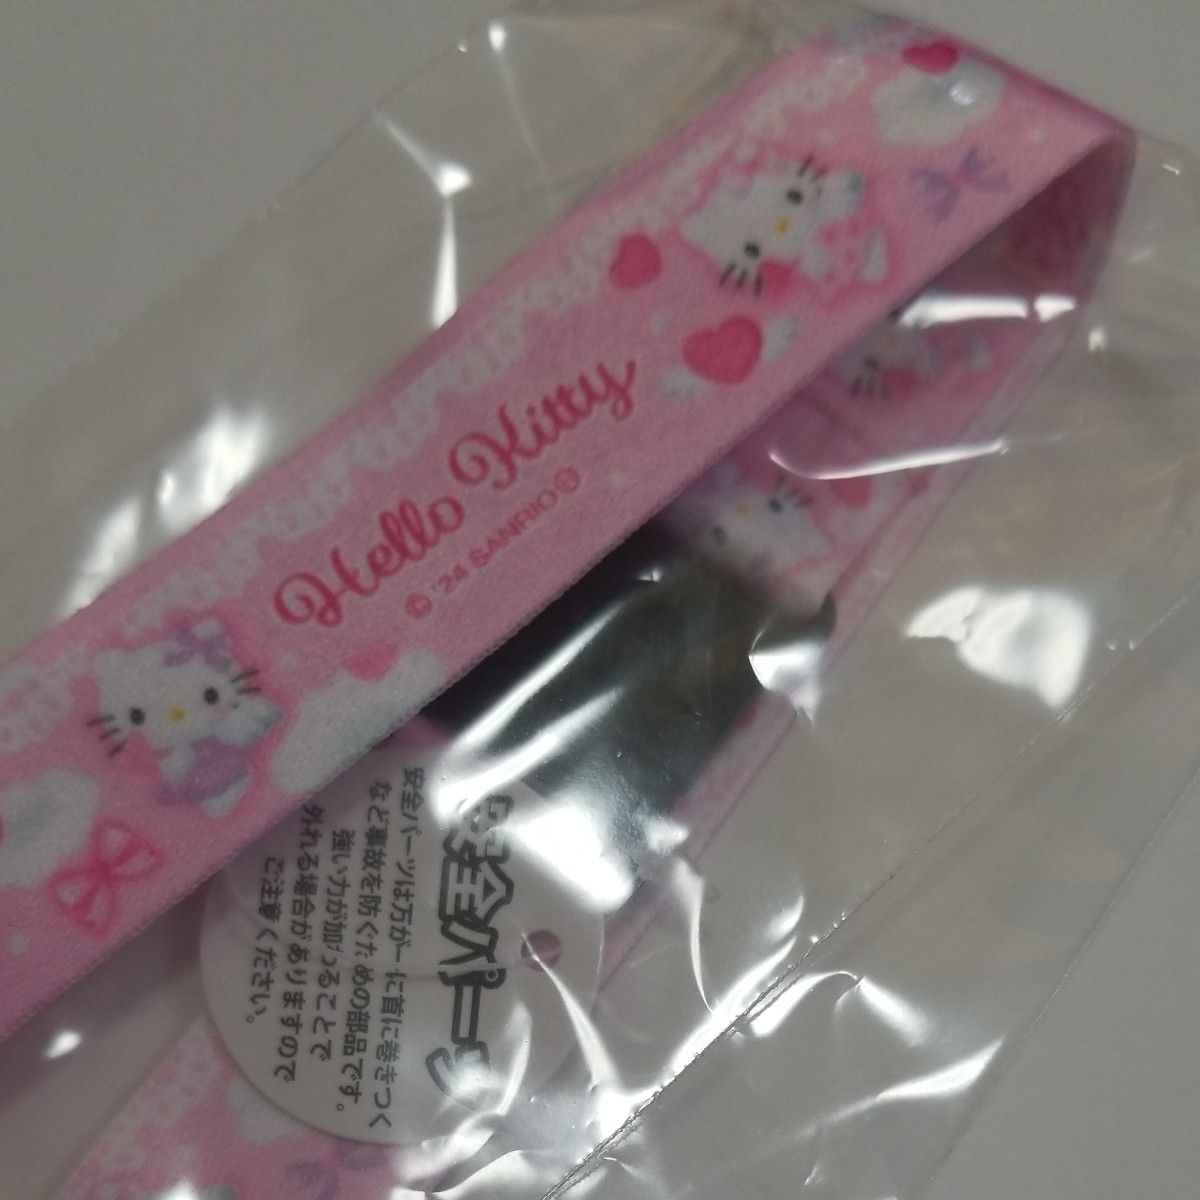 Hello Kitty
© '24 SANRIO Ⓛ
安全パーツ
安全パーツは万が一に首に巻きつく
など事故を防ぐための部品です。
強い力が加わることで
外れる場合がありますので
ご注意ください。